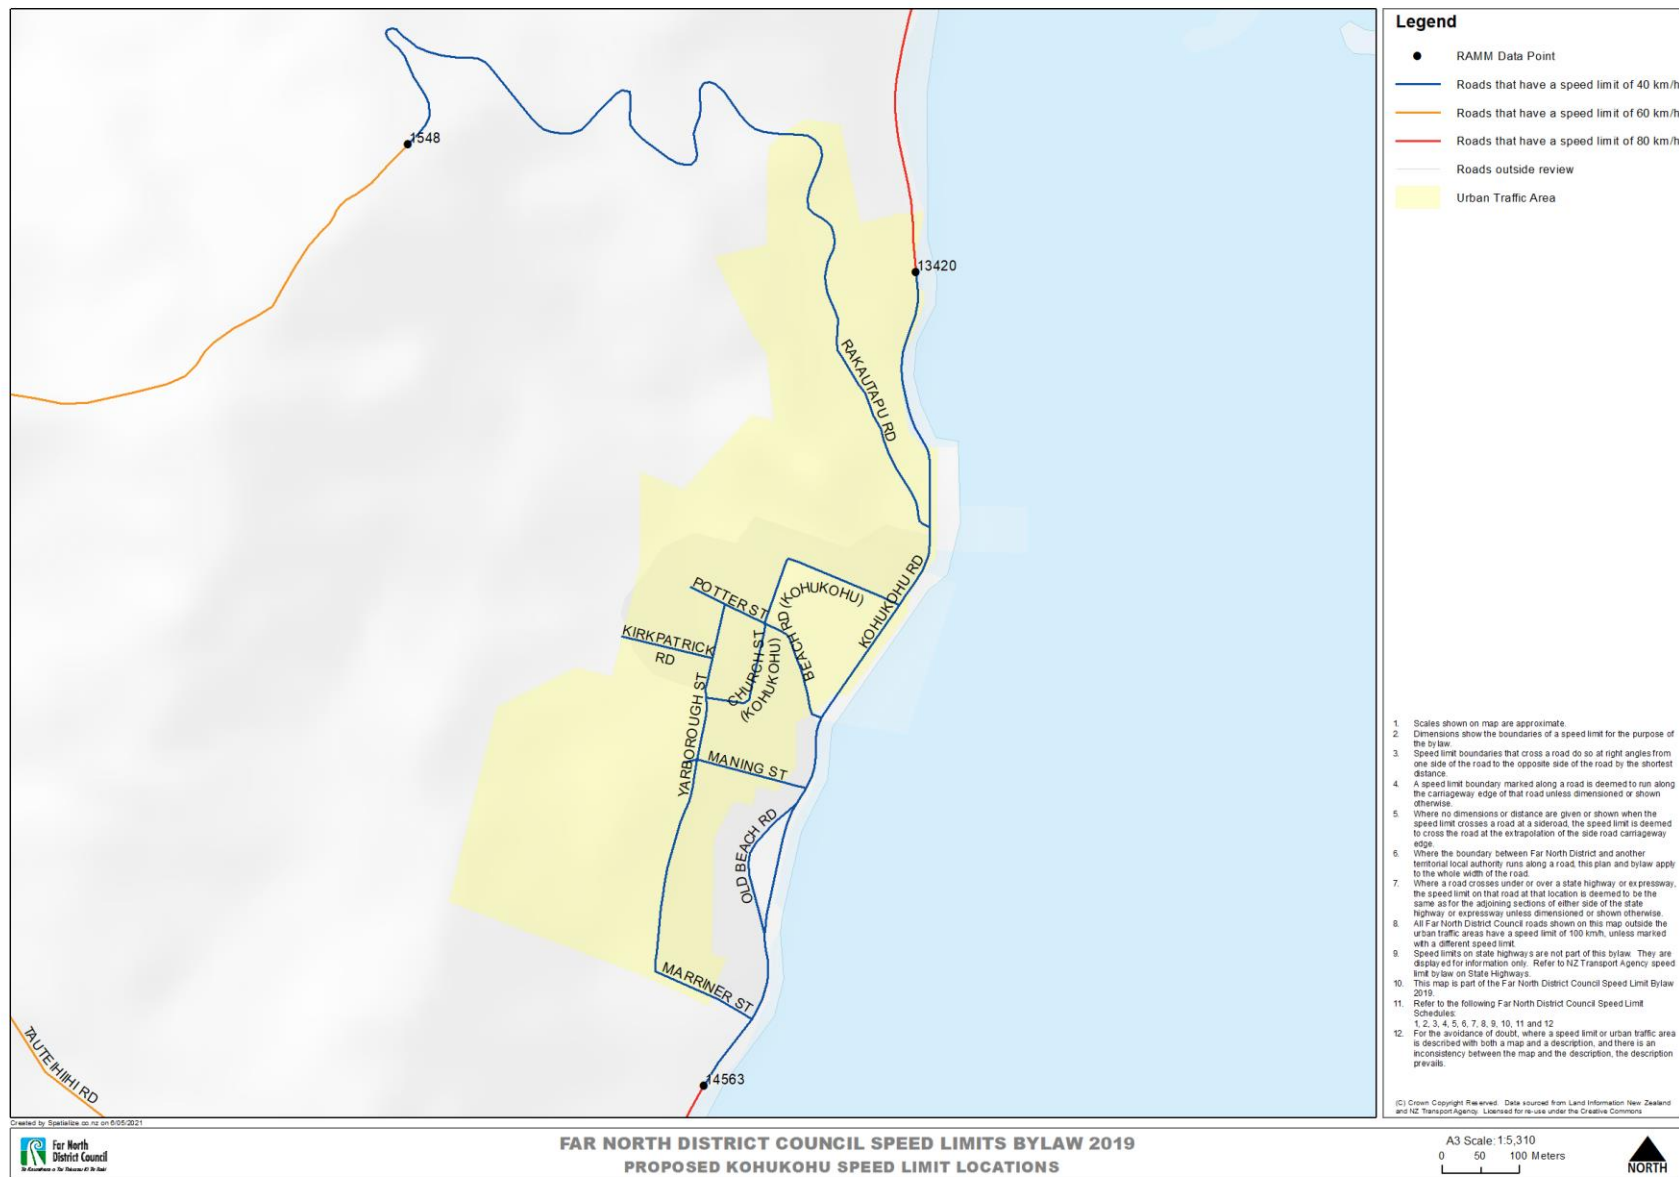 1548
13420
RAKAUTAPU RD
KOHUKOHU RD
BEACH RD (KOHUKOHU)
POTTER ST
KIRKPATRICK
RD
CHURCH ST
(KOHUKOHU)
YARBOROUGH ST
MANING ST
OLD BEACH RD
MARRINER ST
14563
TAUTEIHIIHI RD
Legend
RAMM Data Point
Roads that have a speed limit of 40 km/h
Roads that have a speed limit of 60 km/h
Roads that have a speed limit of 80 km/h
Roads outside review
Urban Traffic Area
1. Scales shown on map are approximate.
2. Dimensions show the boundaries of a speed limit for the purpose of
the bylaw.
3. Speed limit boundaries that cross a road do so at right angles from
one side of the road to the opposite side of the road by the shortest
distance.
4. A speed limit boundary marked along a road is deemed to run along
the carriageway edge of that road unless dimensioned or shown
otherwise.
5. Where no dimensions or distance are given or shown when the
speed limit crosses a road at a sideroad, the speed limit is deemed
to cross the road at the extrapolation of the side road carriageway
edge.
6. Where the boundary between Far North District and another
territorial local authority runs along a road, this plan and bylaw apply
to the whole width of the road.
7. Where a road crosses under or over a state highway or expressway,
the speed limit on that road at that location is deemed to be the
same as for the adjoining sections of either side of the state
highway or expressway unless dimensioned or shown otherwise.
8. All Far North District Council roads shown on this map outside the
urban traffic areas have a speed limit of 100 km/h, unless marked
with a different speed limit.
9. Speed limits on state highways are not part of this bylaw. They are
displayed for information only. Refer to NZ Transport Agency speed
limit bylaw on State Highways.
10. This map is part of the Far North District Council Speed Limit Bylaw
2019.
11. Refer to the following Far North District Council Speed Limit
Schedules:
1, 2, 3, 4, 5, 6, 7, 8, 9, 10, 11 and 12
12. For the avoidance of doubt, where a speed limit or urban traffic area
is described with both a map and a description, and there is an
inconsistency between the map and the description, the description
prevails.
(C) Crown Copyright Reserved. Data sourced from Land Information New Zealand
and NZ Transport Agency. Licensed for re-use under the Creative Commons
Created by Spatialize.co.nz on 6/05/2021
Far North
District Council
FAR NORTH DISTRICT COUNCIL SPEED LIMITS BYLAW 2019
PROPOSED KOHUKOHU SPEED LIMIT LOCATIONS
A3 Scale: 1:5,310
0 50 100 Meters
NORTH